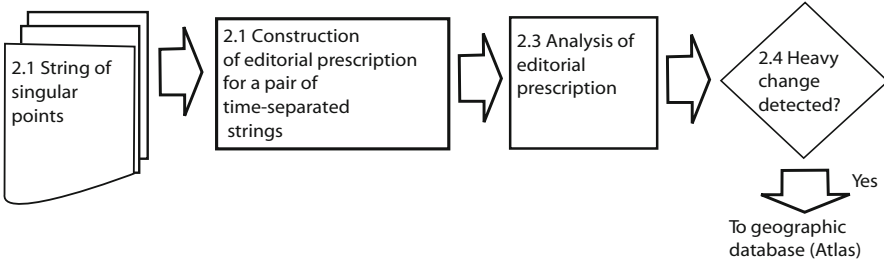 2.1 String of
singular
points
2.1 Construction
of editorial prescription
for a pair of
time-separated
strings
2.3 Analysis of
editorial
prescription
2.4 Heavy
change
detected?
Yes
To geographic
database (Atlas)